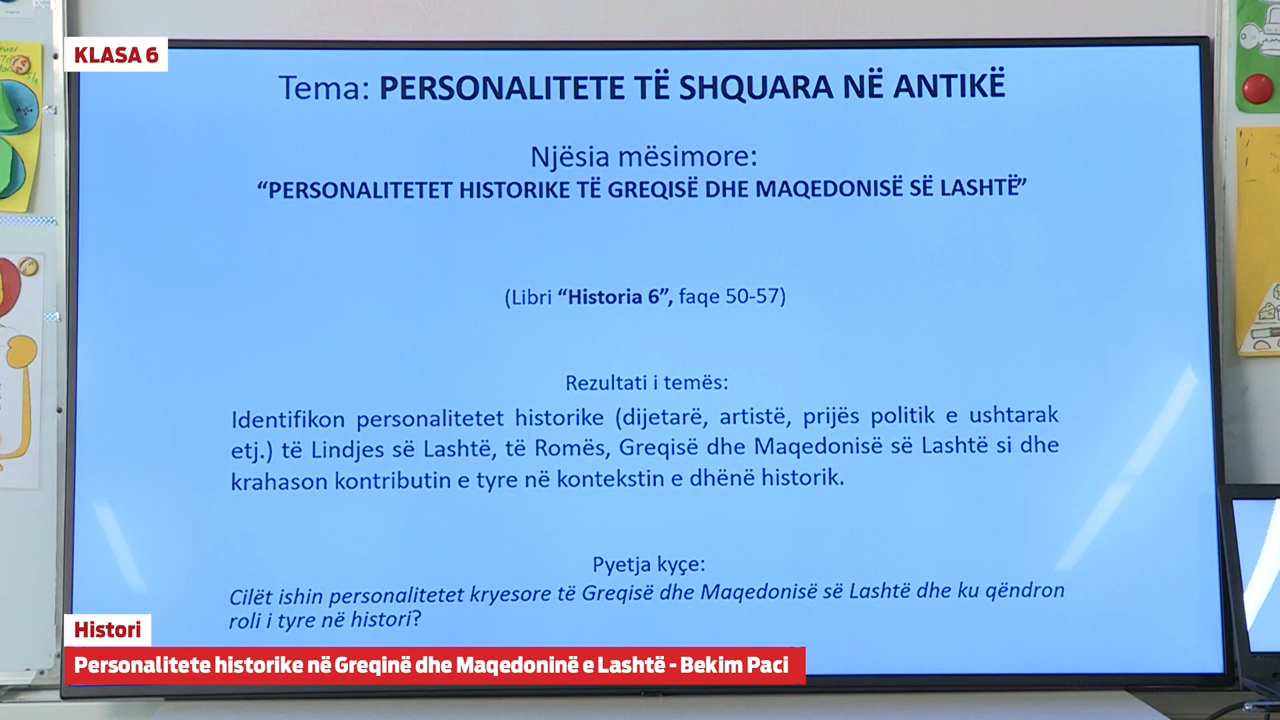 KLASA 6
Tema: PERSONALITETE TË SHQUARA NË ANTIKË
Njësia mësimore:
“PERSONALITETET HISTORIKE TË GREQISË DHE MAQEDONISË SË LASHTË”
(Libri “Historia 6”, faqe 50-57)
Rezultati i temës:
Identifikon personalitetet historike (dijetarë, artistë, prijës politik e ushtarak
etj.) të Lindjes së Lashtë, të Romës, Greqisë dhe Maqedonisë së Lashtë si dhe
krahason kontributin e tyre në kontekstin e dhënë historik.
Pyetja kyçe:
Cilët ishin personalitetet kryesore të Greqisë dhe Maqedonisë së Lashtë dhe ku qëndron
roli i tyre në histori?
Histori
Personalitete historike në Greqinë dhe Maqedoninë e Lashtë - Bekim Paci